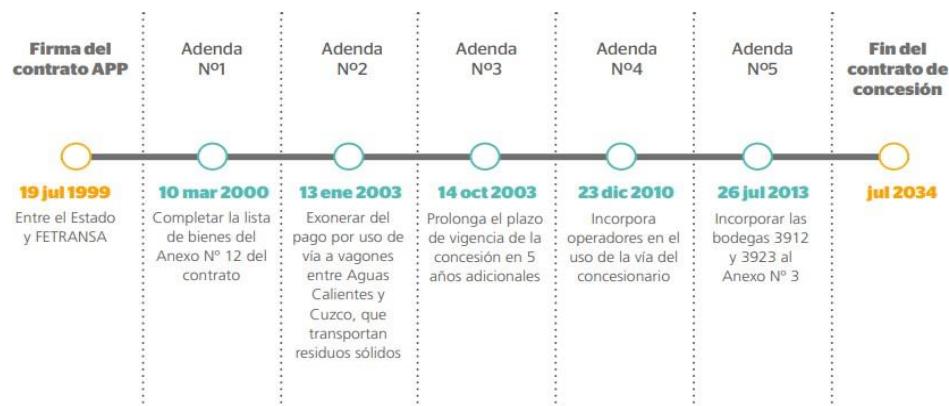 Firma del
contrato APP
Adenda
Nº1
Adenda
Nº2
Adenda
Nº3
Adenda
Nº4
Adenda
Nº5
Fin del
contrato de
concesión
19 jul 1999
Entre el Estado
y FETRANSA
10 mar 2000
Completar la lista
de bienes del
Anexo Nº 12 del
contrato
13 ene 2003
Exonerar del
pago por uso de
vía a vagones
entre Aguas
Calientes y
Cuzco, que
transportan
residuos sólidos
14 oct 2003
Prolonga el plazo
de vigencia de la
concesión en 5
años adicionales
23 dic 2010
Incorpora
operadores en el
uso de la vía del
concesionario
26 jul 2013
Incorporar las
bodegas 3912
y 3923 al
Anexo Nº 3
jul 2034